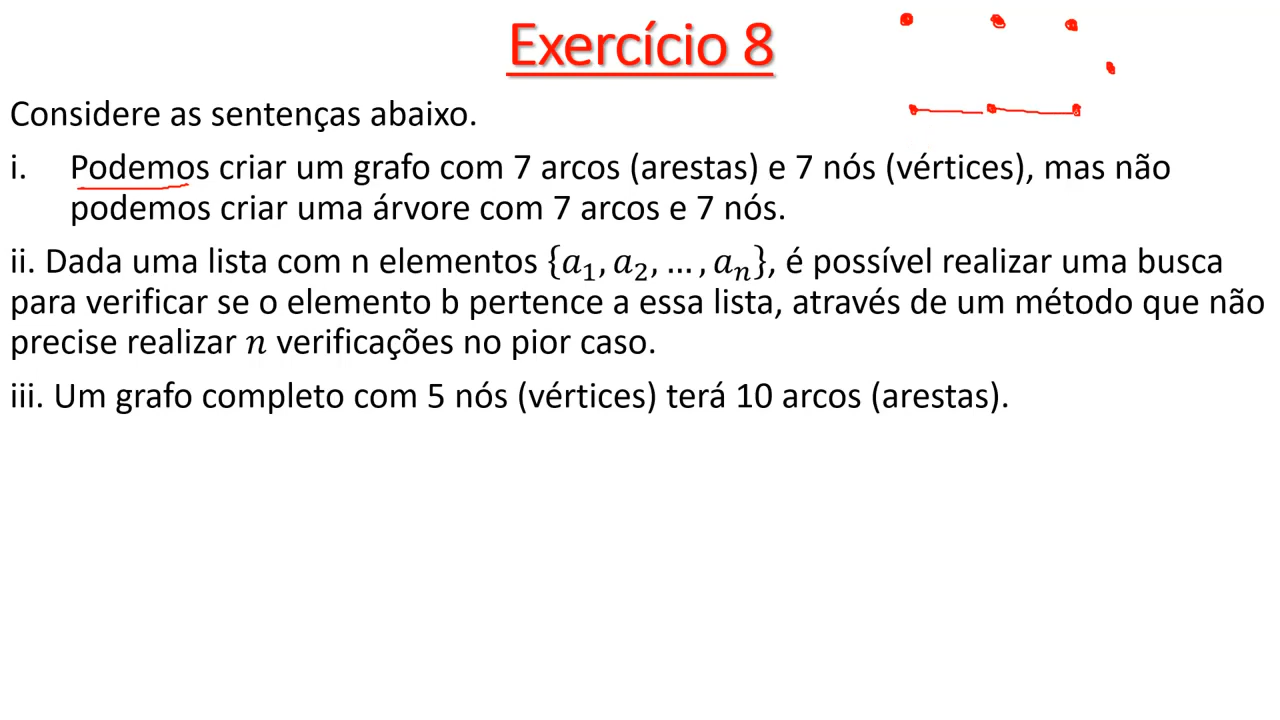 Exercício 8
Considere as sentenças abaixo.
i. Podemos criar um grafo com 7 arcos (arestas) e 7 nós (vértices), mas não
podemos criar uma árvore com 7 arcos e 7 nós.
ii. Dada uma lista com n elementos {𝑎₁, 𝑎₂, … , 𝑎ₙ}, é possível realizar uma busca
para verificar se o elemento b pertence a essa lista, através de um método que não
precise realizar 𝑛 verificações no pior caso.
iii. Um grafo completo com 5 nós (vértices) terá 10 arcos (arestas).